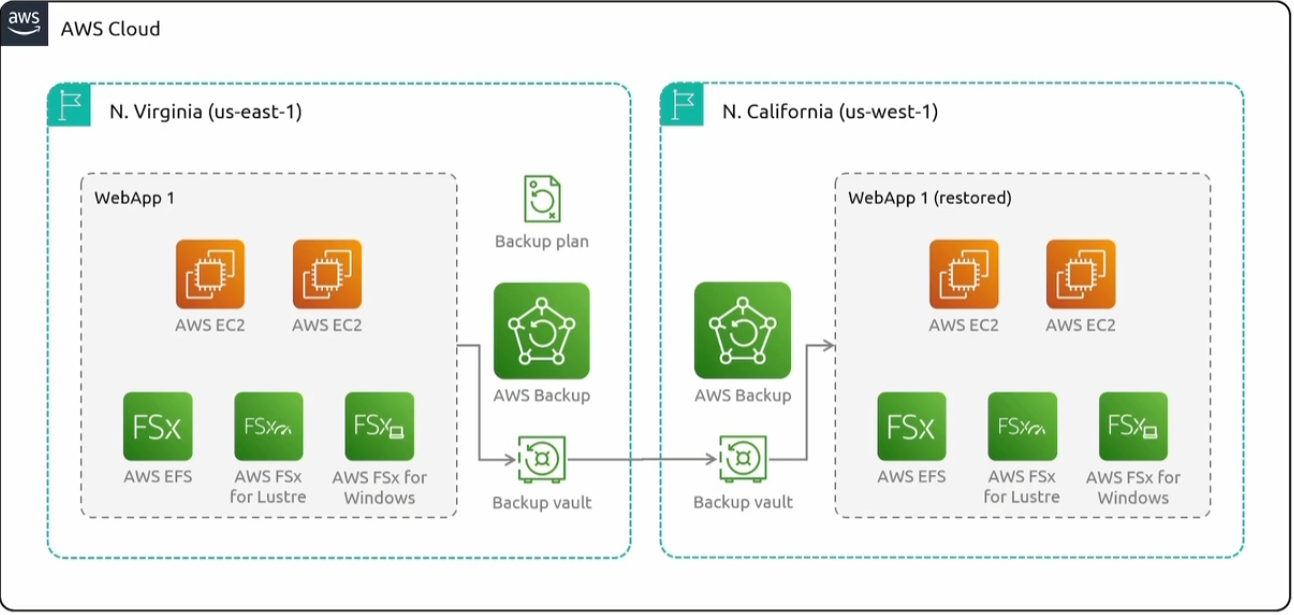 aws
AWS Cloud
N. Virginia (us-east-1)
WebApp 1
AWS EC2
AWS EC2
FSx
AWS EFS
FSx
AWS FSx
for Lustre
FSx
AWS FSx for
Windows
Backup plan
AWS Backup
Backup vault
N. California (us-west-1)
AWS Backup
Backup vault
WebApp 1 (restored)
AWS EC2
AWS EC2
FSx
AWS EFS
FSx
AWS FSx
for Lustre
FSx
AWS FSx for
Windows